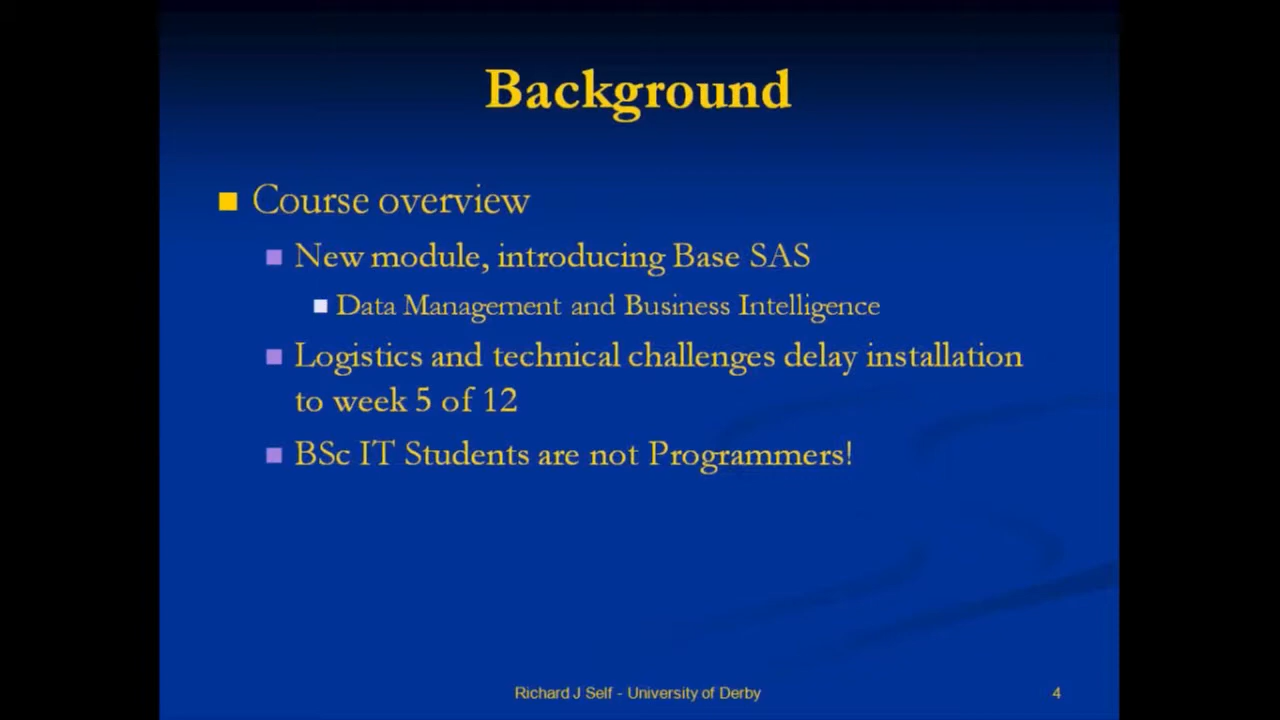 Background
Course overview
New module, introducing Base SAS
Data Management and Business Intelligence
Logistics and technical challenges delay installation
to week 5 of 12
BSc IT Students are not Programmers!
Richard J Self - University of Derby
4